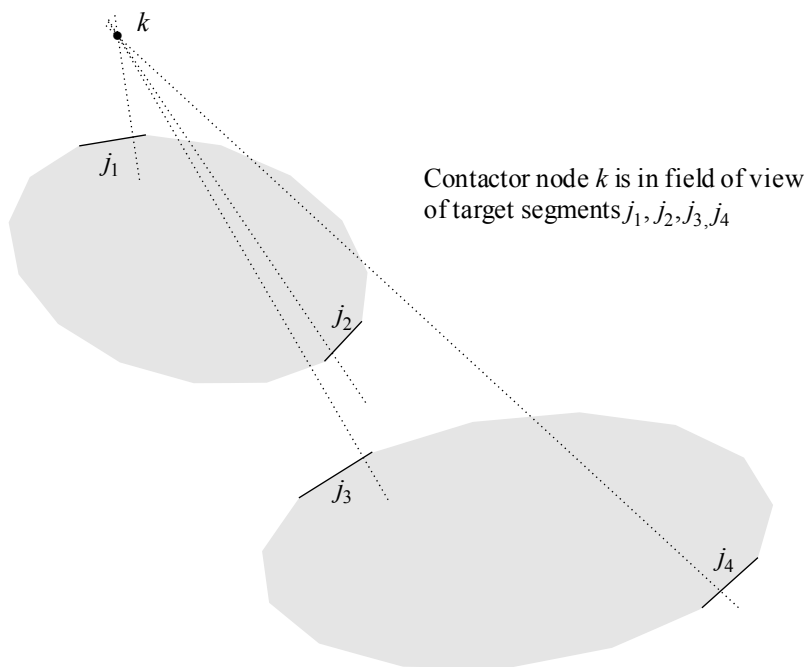 k
j1
Contactor node k is in field of view
of target segments j1, j2, j3, j4
j2
j3
j4